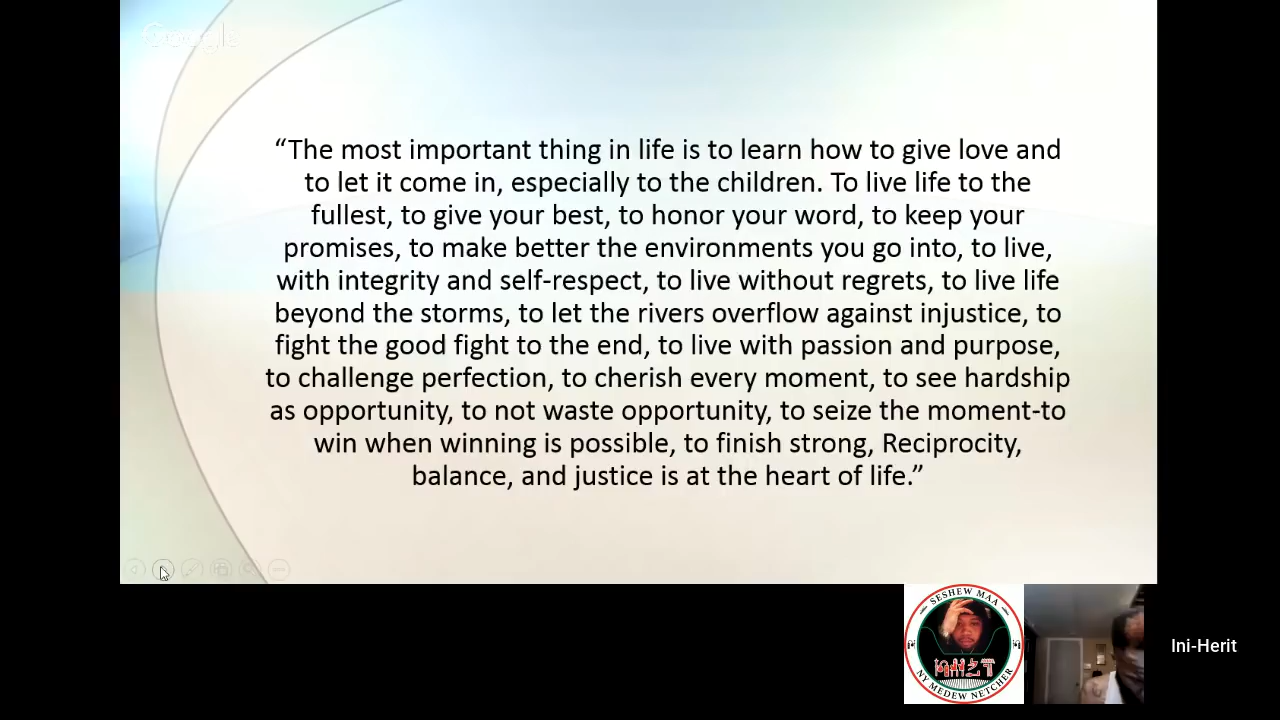 Google
“The most important thing in life is to learn how to give love and
to let it come in, especially to the children. To live life to the
fullest, to give your best, to honor your word, to keep your
promises, to make better the environments you go into, to live,
with integrity and self-respect, to live without regrets, to live life
beyond the storms, to let the rivers overflow against injustice, to
fight the good fight to the end, to live with passion and purpose,
to challenge perfection, to cherish every moment, to see hardship
as opportunity, to not waste opportunity, to seize the moment-to
win when winning is possible, to finish strong, Reciprocity,
balance, and justice is at the heart of life.”
SESHEW MAA
NY MEDEW NETCHER
Ini-Herit